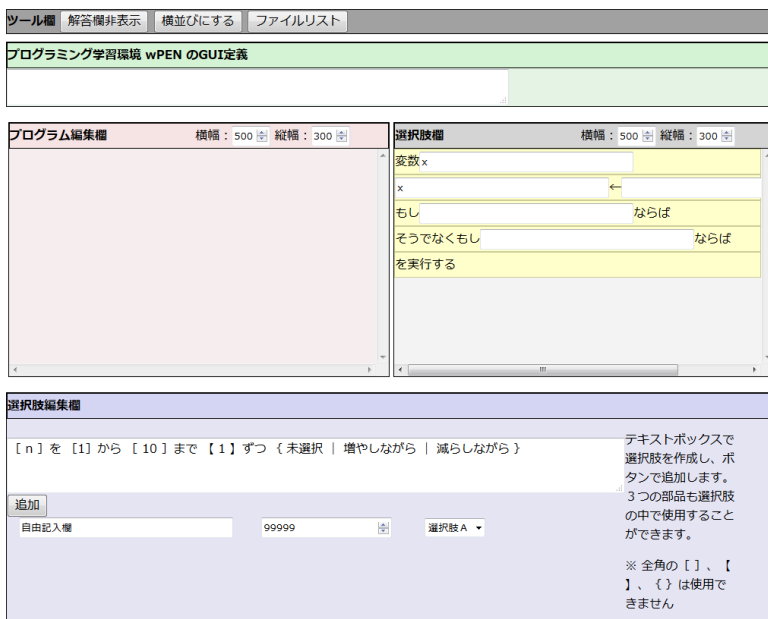 ツール欄 解答欄非表示 横並びにする ファイルリスト
プログラミング学習環境 wPEN のGUI定義
プログラム編集欄 横幅：500 縦幅：300
選択肢欄 横幅：500 縦幅：300
変数 x
x ←
もし ならば
そうでなくもし ならば
を実行する
選択肢編集欄
［ n ］を ［1］から ［ 10 ］まで 【 1 】ずつ ｛ 未選択 ｜ 増やしながら ｜ 減らしながら ｝
追加
自由記入欄 99999 選択肢Ａ
テキストボックスで
選択肢を作成し、ボ
タンで追加します。
３つの部品も選択肢
の中で使用すること
ができます。
※ 全角の［ ］、【
】、｛ ｝は使用で
きません